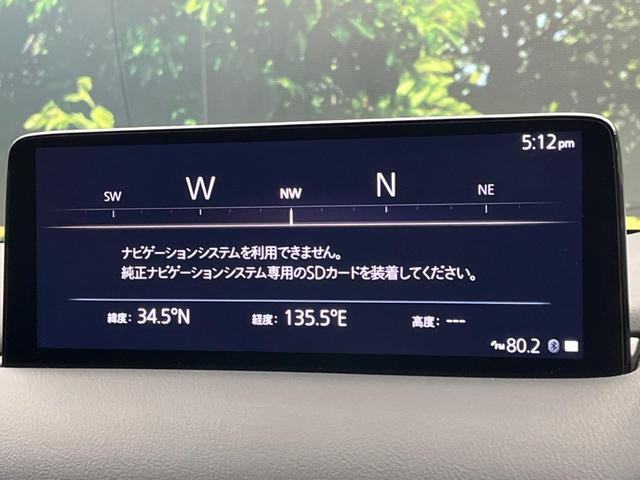 5:12pm
SW W NW N NE
ナビゲーションシステムを利用できません。
純正ナビゲーションシステム専用のSDカードを装着してください。
緯度: 34.5°N 経度: 135.5°E 高度: ---
FM 80.2